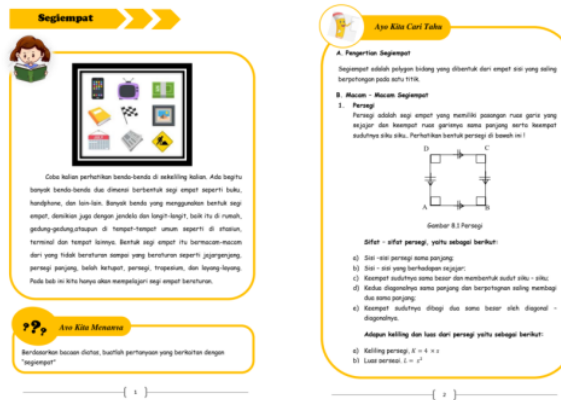 Segiempat
Coba kalian perhatikan benda-benda di sekeliling kalian. Ada begitu
banyak benda-benda dua dimensi berbentuk segi empat seperti buku,
handphone, dan lain-lain. Banyak benda yang menggunakan bentuk segi
empat, demikian juga dengan jendela dan langit-langit, baik itu di rumah,
gedung-gedung,ataupun di tempat-tempat umum seperti di stasiun,
terminal dan tempat lainnya. Bentuk segi empat itu bermacam-macam
dari yang tidak beraturan sampai yang beraturan seperti jajargenjang,
persegi panjang, belah ketupat, persegi, trapesium, dan layang-layang.
Pada bab ini kita hanya akan mempelajari segi empat beraturan.
???
Ayo Kita Menanya
Berdasarkan bacaan diatas, buatlah pertanyaan yang berkaitan dengan
"segiempat"
1
Ayo Kita Cari Tahu
A. Pengertian Segiempat
Segiempat adalah polygon bidang yang dibentuk dari empat sisi yang saling
berpotongan pada satu titik.
B. Macam - Macam Segiempat
1. Persegi
Persegi adalah segi empat yang memiliki pasangan ruas garis yang
sejajar dan keempat ruas garisnya sama panjang serta keempat
sudutnya siku siku.. Perhatikan bentuk persegi di bawah ini !
D C
A B
Gambar 8.1 Persegi
Sifat - sifat persegi, yaitu sebagai berikut:
a) Sisi -sisi persegi sama panjang;
b) Sisi - sisi yang berhadapan sejajar;
c) Keempat sudutnya sama besar dan membentuk sudut siku - siku;
d) Kedua diagonalnya sama panjang dan berpotongan saling membagi
dua sama panjang;
e) Keempat sudutnya dibagi dua sama besar oleh diagonal -
diagonalnya.
Adapun keliling dan luas dari persegi yaitu sebagai berikut:
a) Keliling persegi, K = 4 × s
b) Luas persegi, L = s²
2